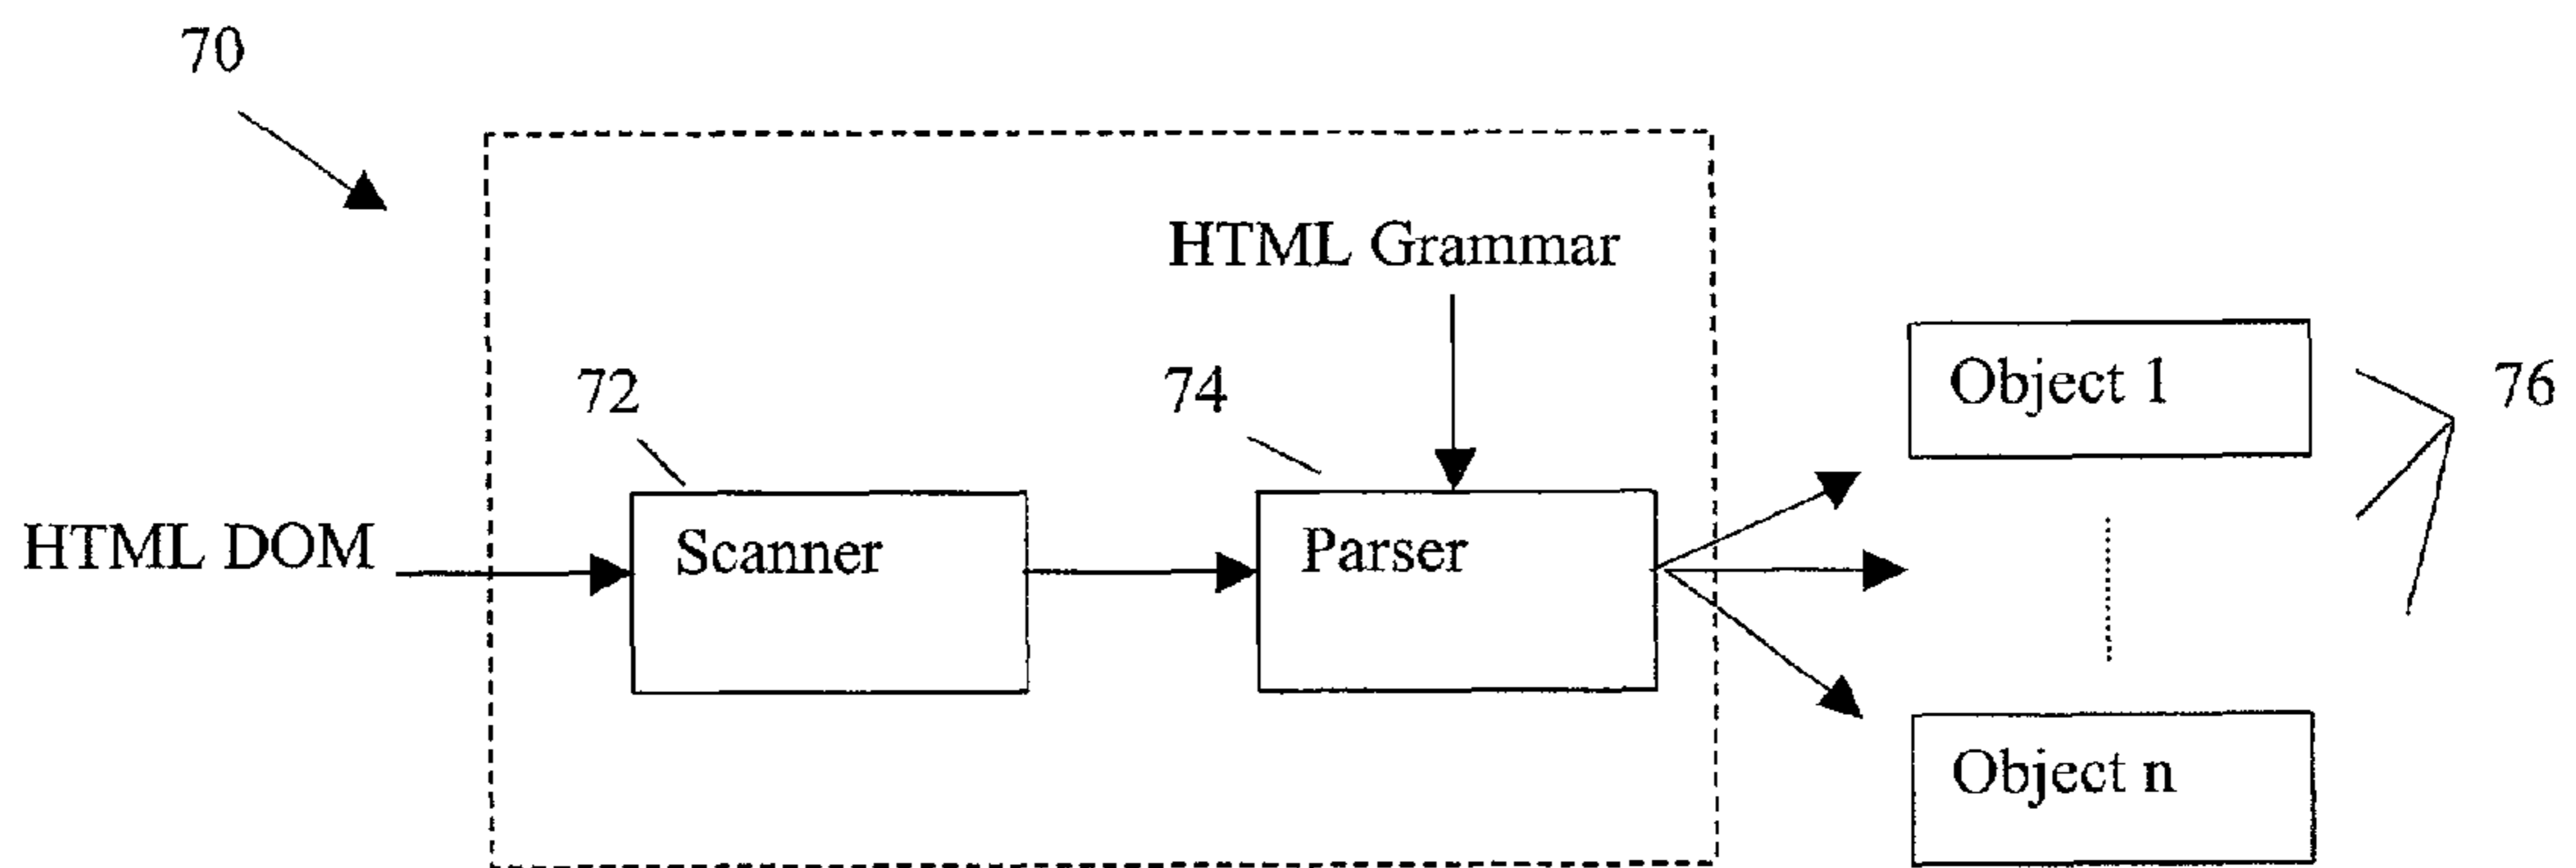 70
HTML Grammar
72
74
Object 1
76
HTML DOM
Scanner
Parser
Object n